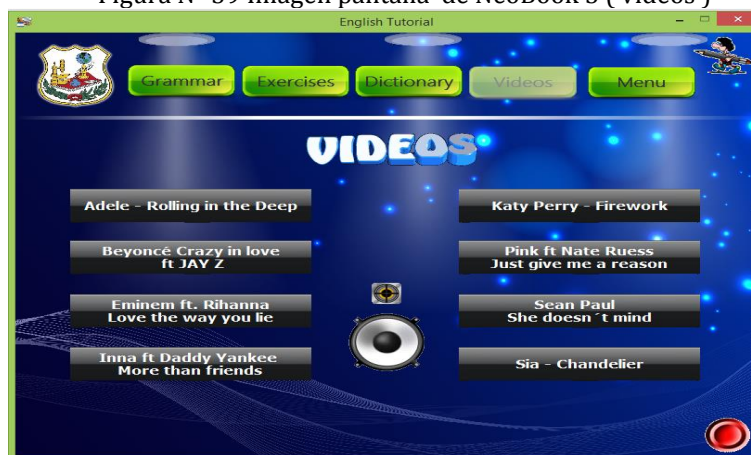 Figura N° 39 Imagen pantalla de NeoBook 5 ( Videos )
English Tutorial
Grammar
Exercises
Dictionary
Videos
Menu
VIDEOS
Adele - Rolling in the Deep
Katy Perry - Firework
Beyoncé Crazy in love
ft JAY Z
Pink ft Nate Ruess
Just give me a reason
Eminem ft. Rihanna
Love the way you lie
Sean Paul
She doesn´t mind
Inna ft Daddy Yankee
More than friends
Sia - Chandelier